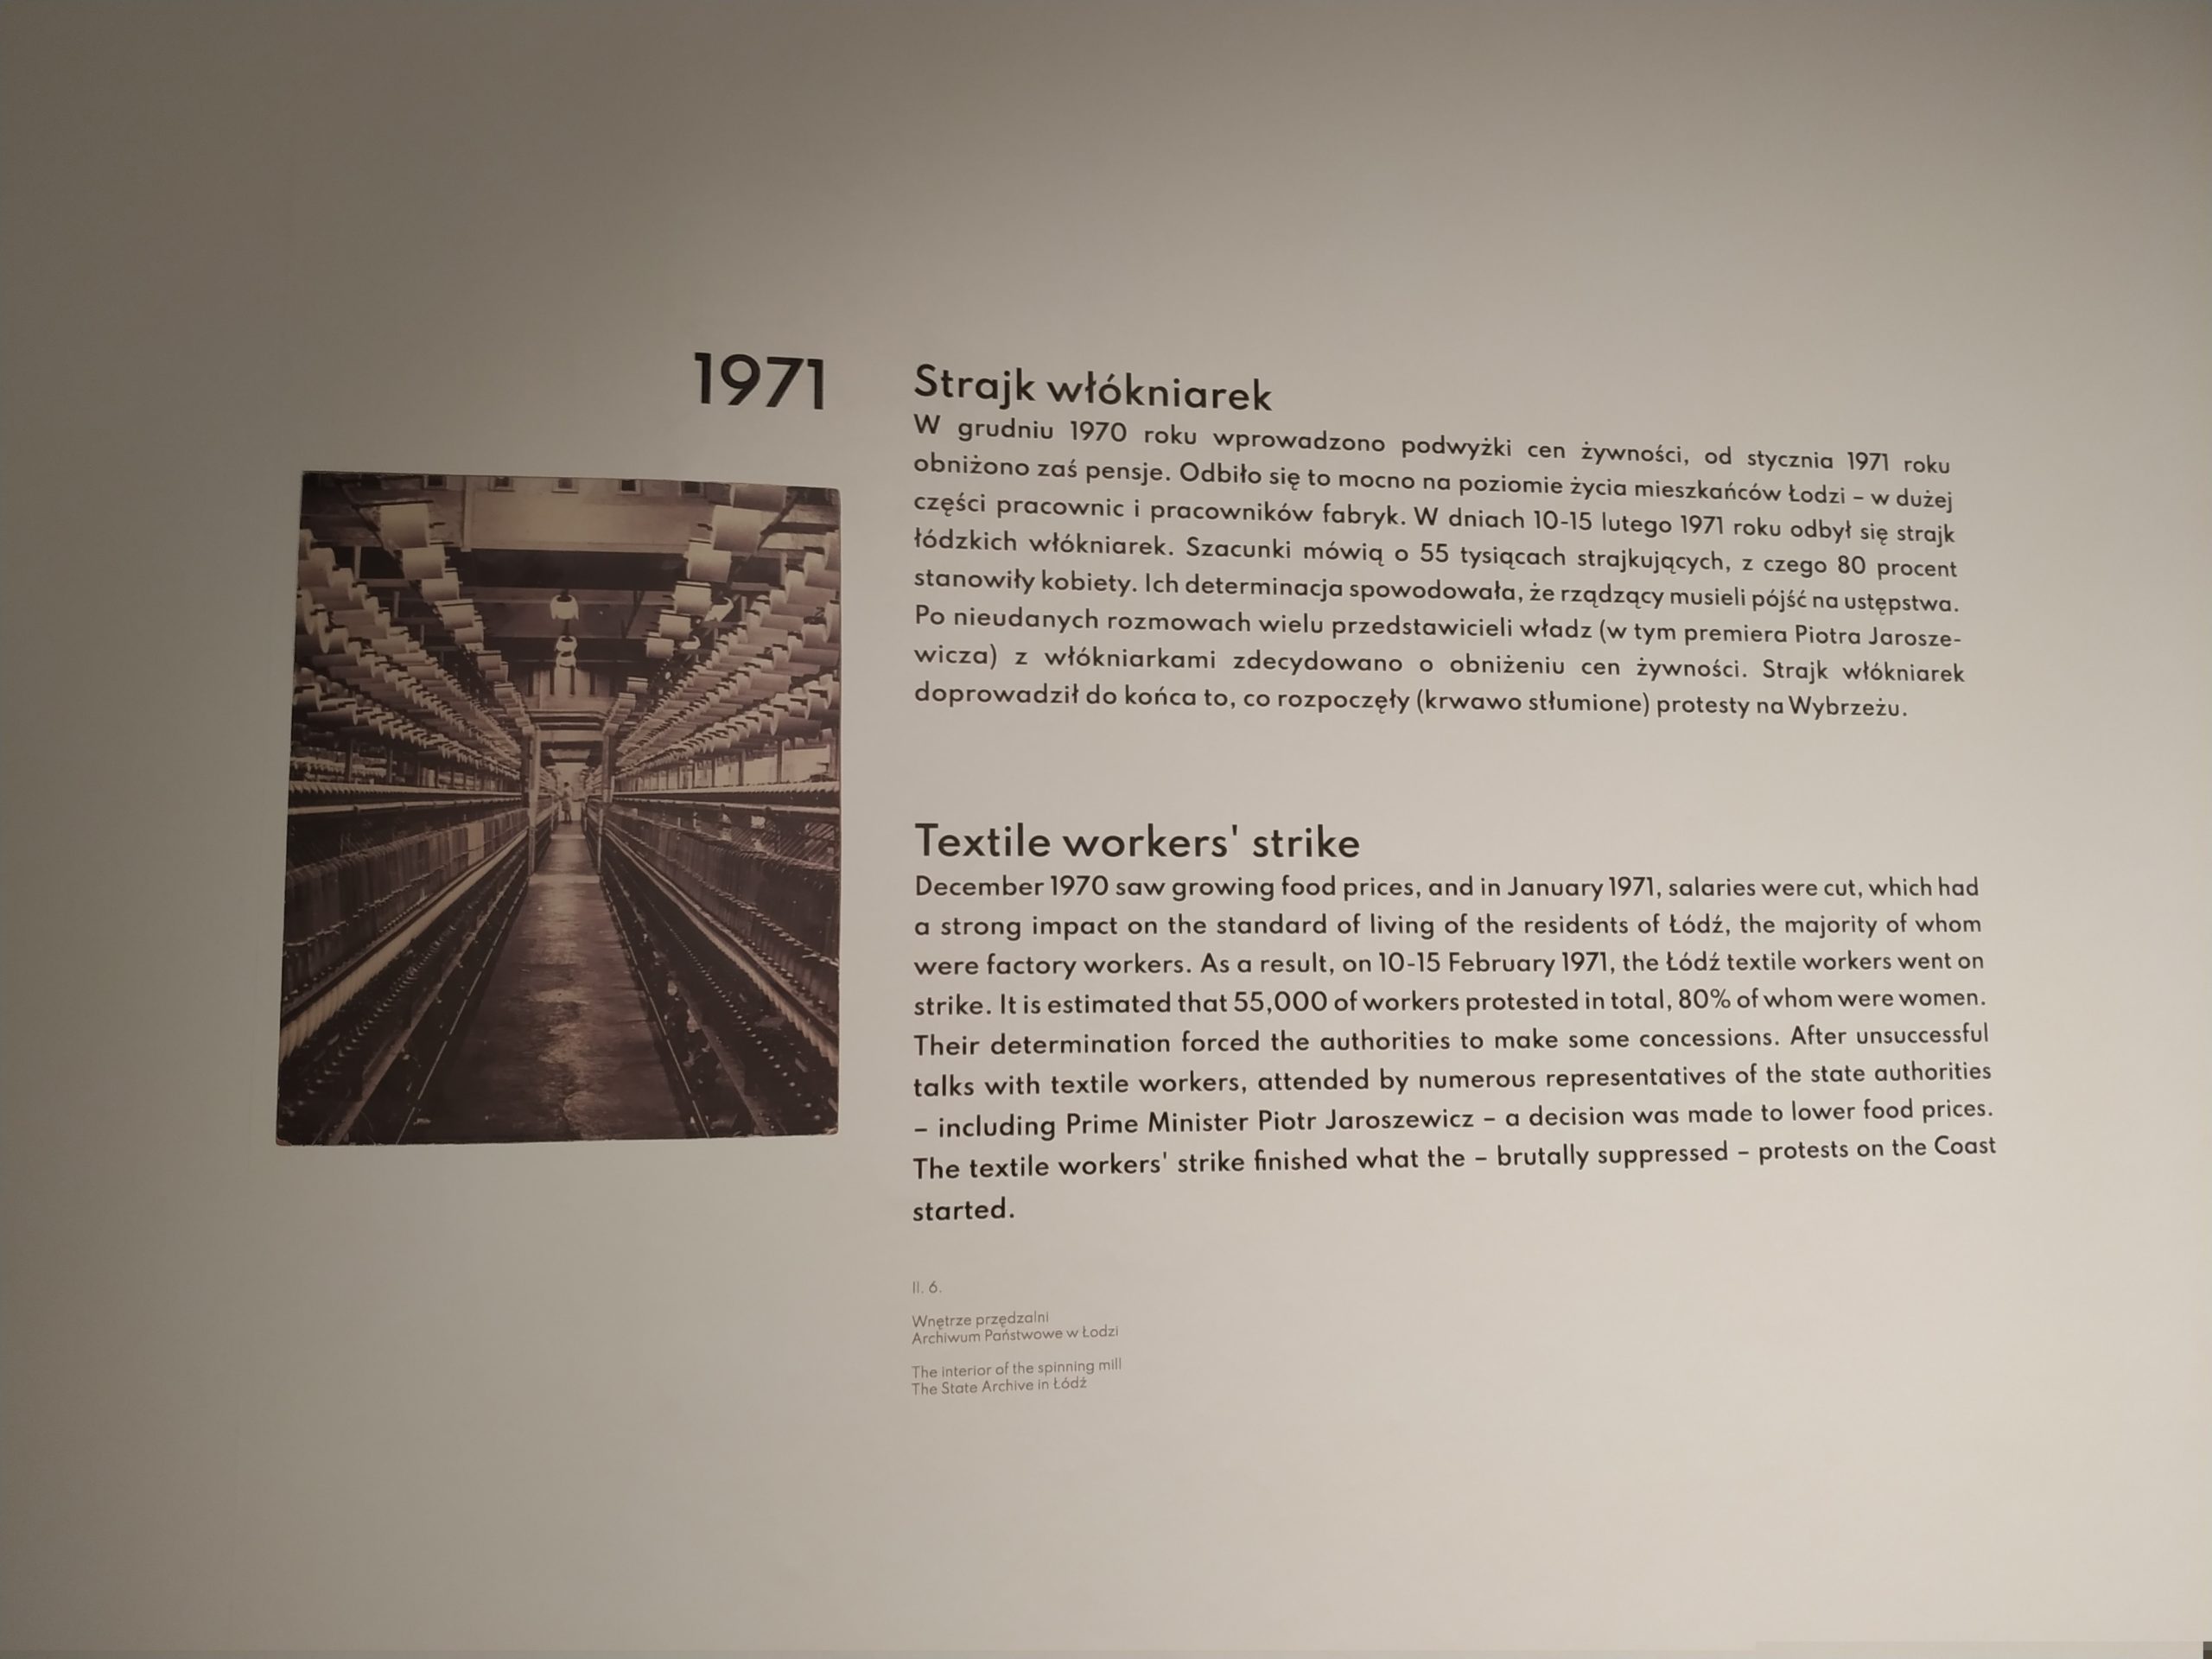 1971
Strajk włókniarek
W grudniu 1970 roku wprowadzono podwyżki cen żywności, od stycznia 1971 roku
obniżono zaś pensje. Odbiło się to mocno na poziomie życia mieszkańców Łodzi – w dużej
części pracownic i pracowników fabryk. W dniach 10-15 lutego 1971 roku odbył się strajk
łódzkich włókniarek. Szacunki mówią o 55 tysiącach strajkujących, z czego 80 procent
stanowiły kobiety. Ich determinacja spowodowała, że rządzący musieli pójść na ustępstwa.
Po nieudanych rozmowach wielu przedstawicieli władz (w tym premiera Piotra Jarosze-
wicza) z włókniarkami zdecydowano o obniżeniu cen żywności. Strajk włókniarek
doprowadził do końca to, co rozpoczęły (krwawo stłumione) protesty na Wybrzeżu.
Textile workers' strike
December 1970 saw growing food prices, and in January 1971, salaries were cut, which had
a strong impact on the standard of living of the residents of Łódź, the majority of whom
were factory workers. As a result, on 10-15 February 1971, the Łódź textile workers went on
strike. It is estimated that 55,000 of workers protested in total, 80% of whom were women.
Their determination forced the authorities to make some concessions. After unsuccessful
talks with textile workers, attended by numerous representatives of the state authorities
– including Prime Minister Piotr Jaroszewicz – a decision was made to lower food prices.
The textile workers' strike finished what the – brutally suppressed – protests on the Coast
started.
Il. 6.
Wnętrze przędzalni
Archiwum Państwowe w Łodzi
The interior of the spinning mill
The State Archive in Łódź